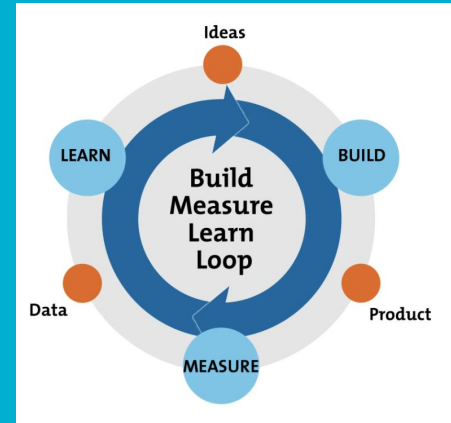 Ideas
LEARN
BUILD
Build
Measure
Learn
Loop
Data
Product
MEASURE